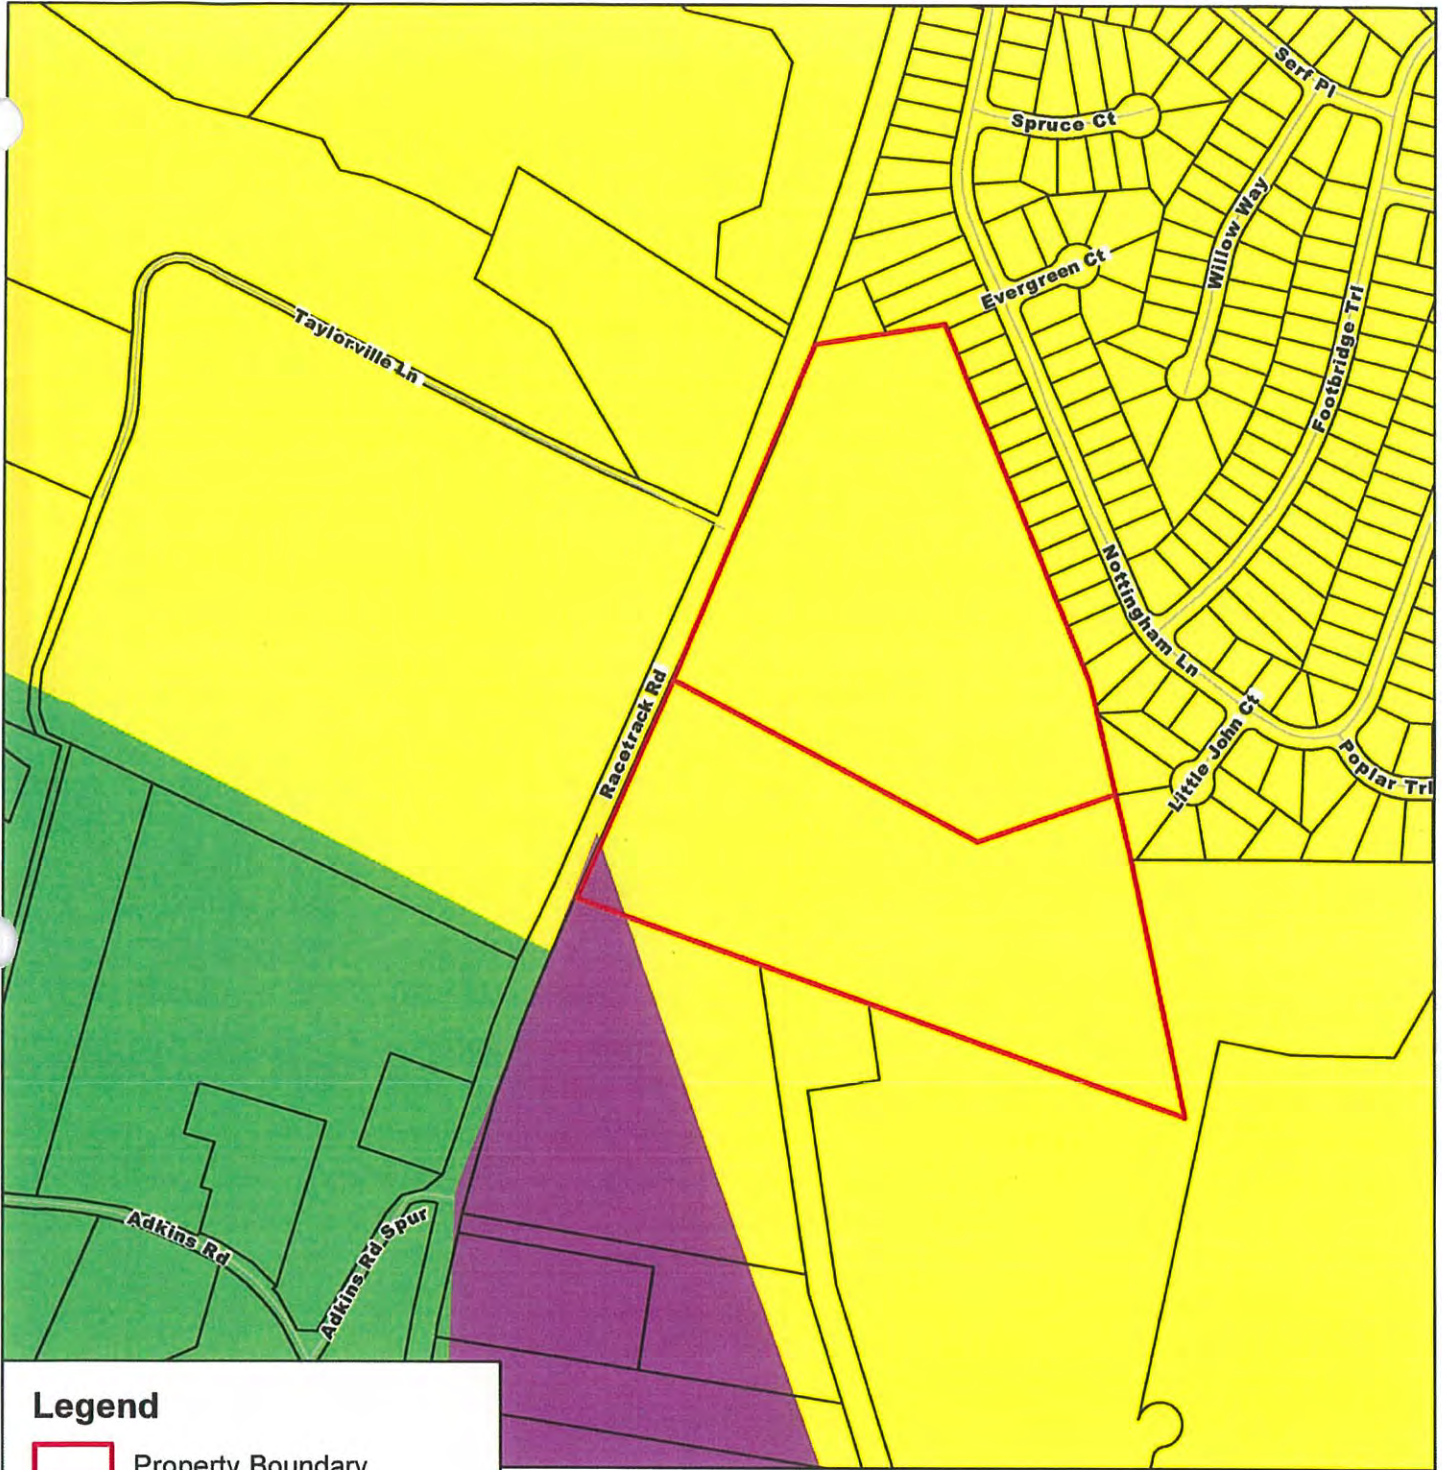 Serf Pl
Spruce Ct
Willow Way
Evergreen Ct
Footbridge Trl
Taylorville Ln
Nottingham Ln
Racetrack Rd
Little John Ct
Poplar Trl
Adkins Rd
Adkins Rd Spur
Legend
Property Boundary